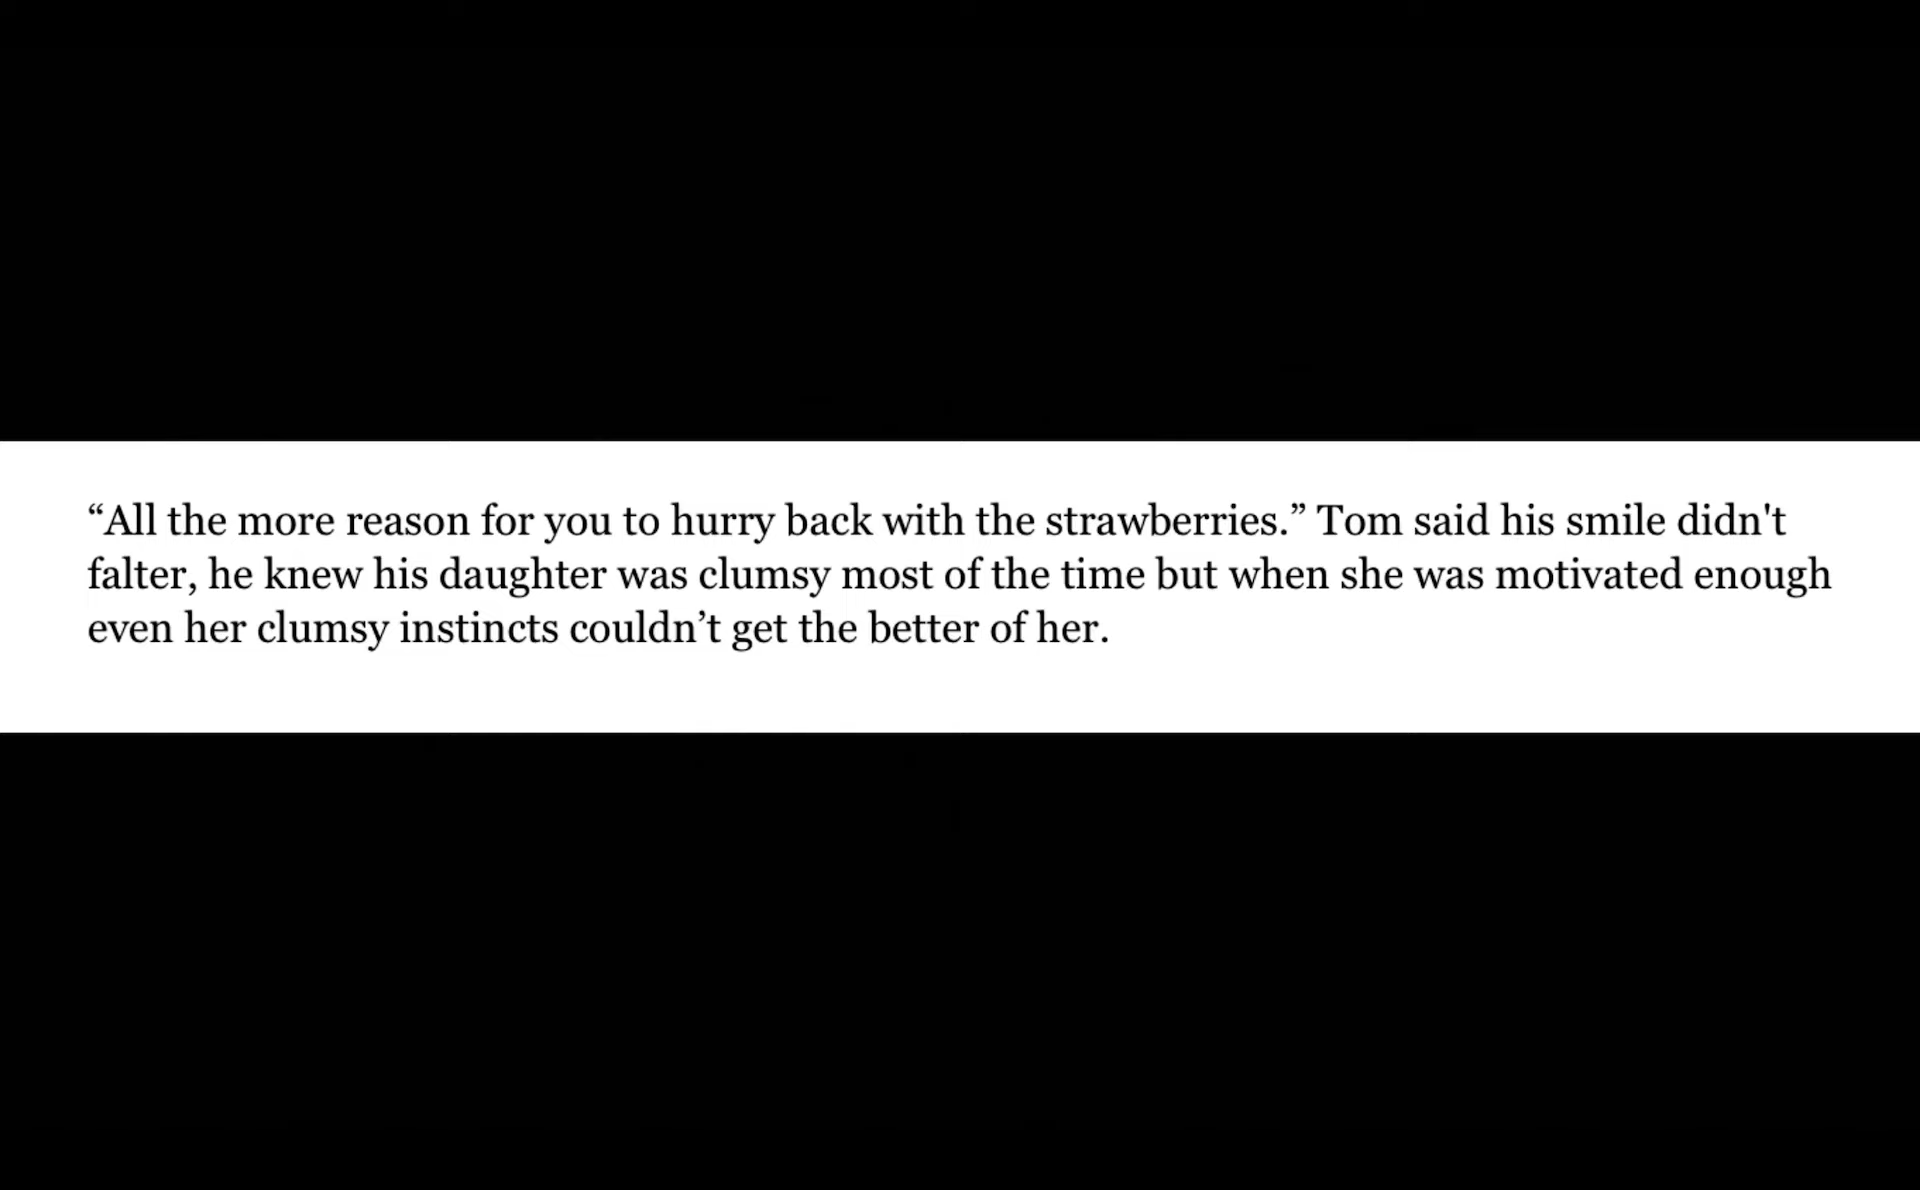 “All the more reason for you to hurry back with the strawberries.” Tom said his smile didn't
falter, he knew his daughter was clumsy most of the time but when she was motivated enough
even her clumsy instincts couldn’t get the better of her.